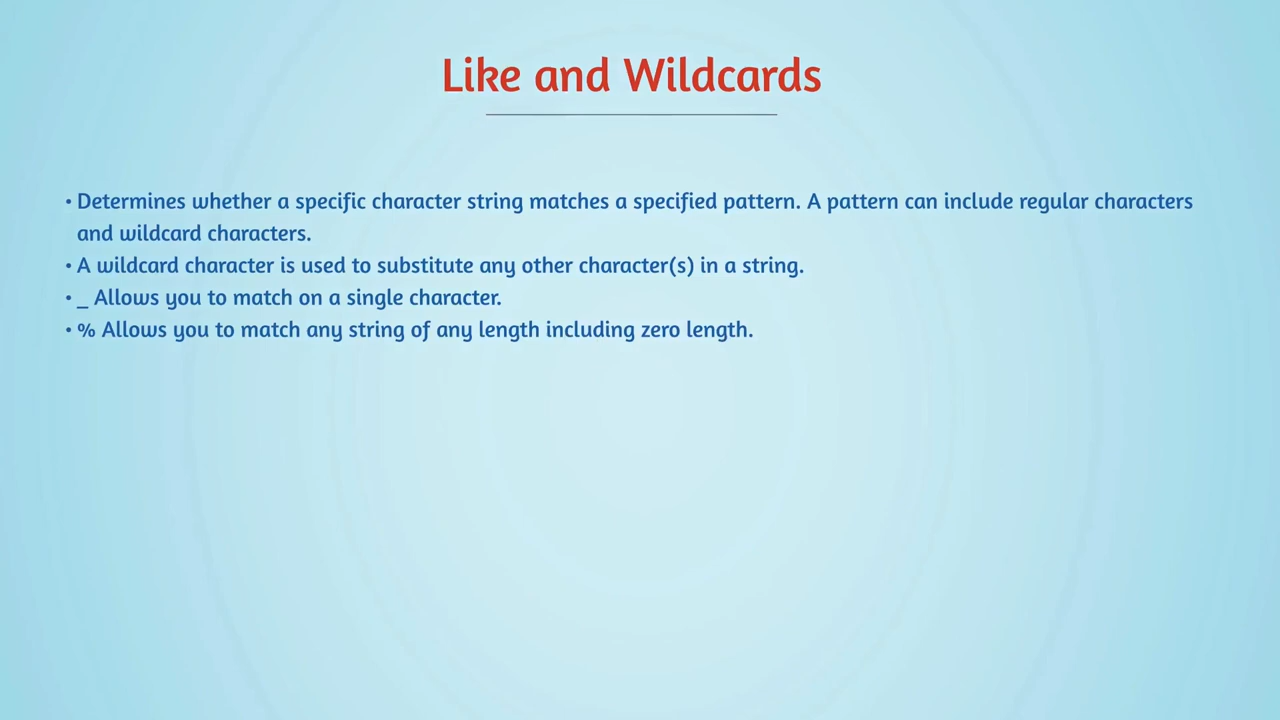 Like and Wildcards
• Determines whether a specific character string matches a specified pattern. A pattern can include regular characters
and wildcard characters.
• A wildcard character is used to substitute any other character(s) in a string.
• _ Allows you to match on a single character.
• % Allows you to match any string of any length including zero length.